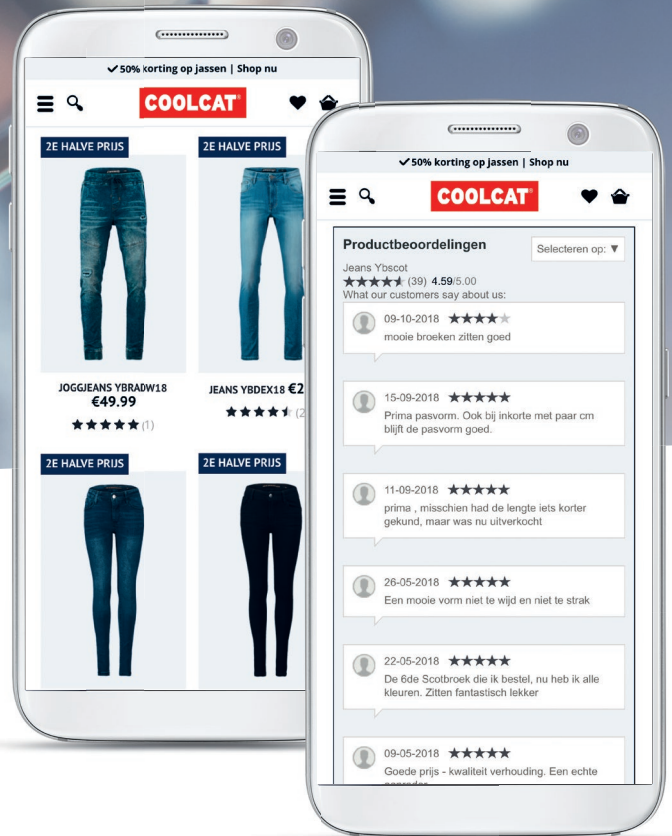 ✔50% korting op jassen | Shop nu
COOLCAT®
2E HALVE PRIJS
2E HALVE PRIJS
JOGGJEANS YBRADW18
€49.99
★★★★★ (1)
JEANS YBDEX18
2E HALVE PRIJS
2E HALVE PRIJS
✔50% korting op jassen | Shop nu
COOLCAT®
Productbeoordelingen
Selecteren op: ▼
Jeans Ybscot
(39) 4.59/5.00
What our customers say about us:
09-10-2018
mooie broeken zitten goed
15-09-2018
Prima pasvorm. Ook bij inkorte met paar cm
blijft de pasvorm goed.
11-09-2018
prima , misschien had de lengte iets korter
gekund, maar was nu uitverkocht
26-05-2018
Een mooie vorm niet te wijd en niet te strak
22-05-2018
De 6de Scotbroek die ik bestel, nu heb ik alle
kleuren. Zitten fantastisch lekker
09-05-2018
Goede prijs - kwaliteit verhouding. Een echte